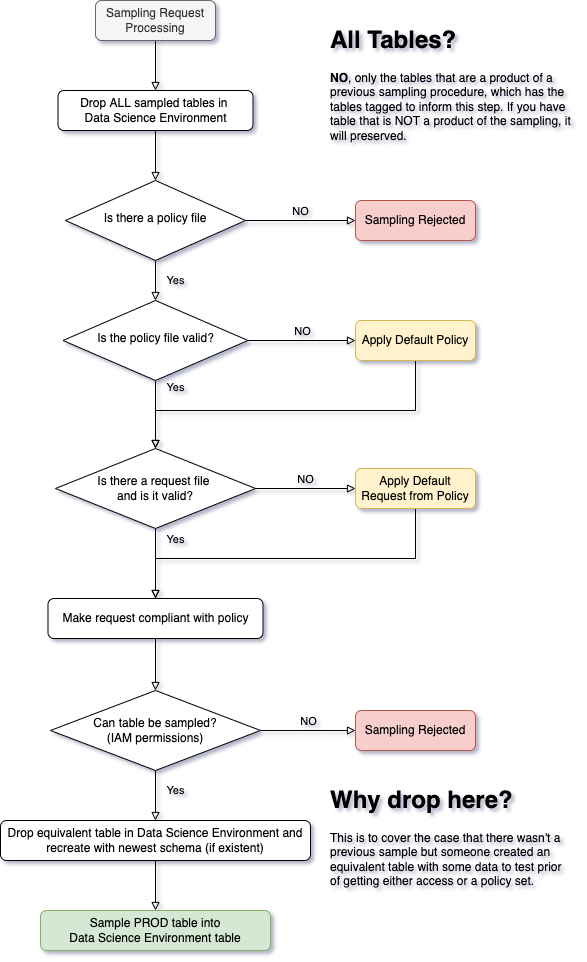 Sampling Request
Processing
All Tables?
NO, only the tables that are a product of a
previous sampling procedure, which has the
tables tagged to inform this step. If you have
table that is NOT a product of the sampling, it
will preserved.
Drop ALL sampled tables in
Data Science Environment
Is there a policy file
NO
Sampling Rejected
Yes
Is the policy file valid?
NO
Apply Default Policy
Yes
Is there a request file
and is it valid?
NO
Apply Default
Request from Policy
Yes
Make request compliant with policy
Can table be sampled?
(IAM permissions)
NO
Sampling Rejected
Yes
Why drop here?
This is to cover the case that there wasn't a
previous sample but someone created an
equivalent table with some data to test prior
of getting either access or a policy set.
Drop equivalent table in Data Science Environment and
recreate with newest schema (if existent)
Sample PROD table into
Data Science Environment table